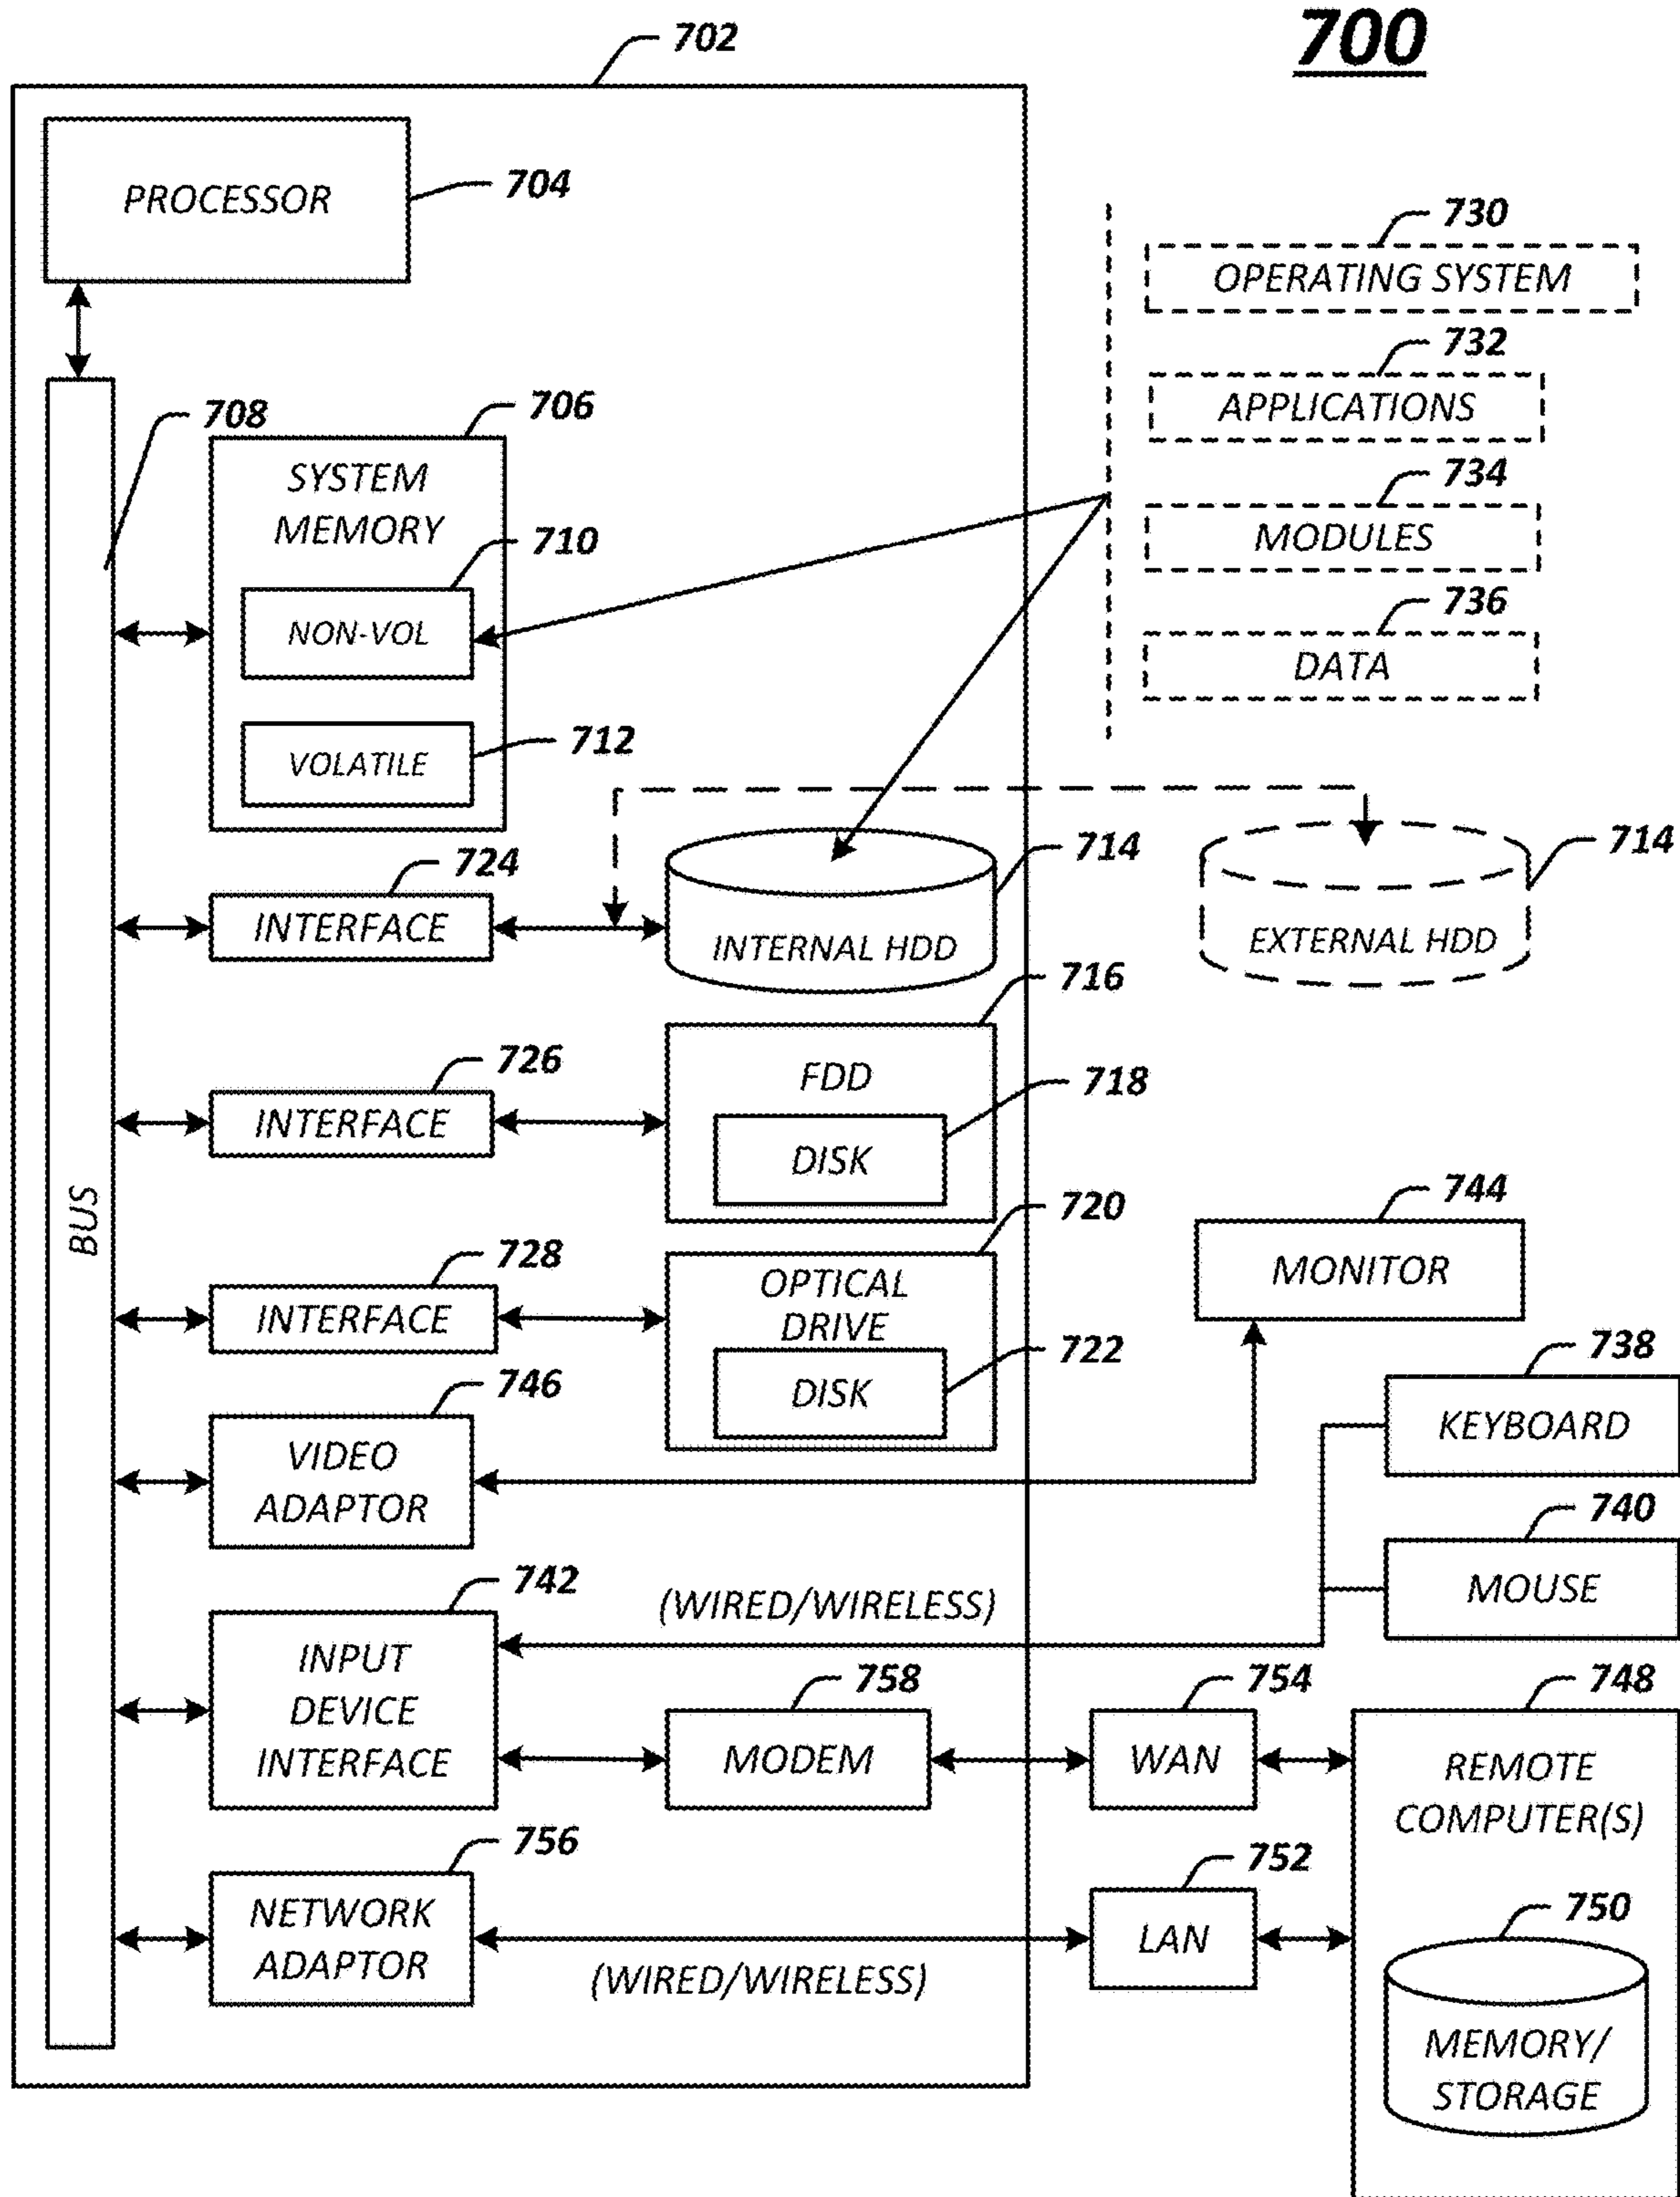 700
702
PROCESSOR
704
730
OPERATING SYSTEM
732
APPLICATIONS
734
MODULES
736
DATA
708
706
SYSTEM
MEMORY
710
NON-VOL
712
VOLATILE
BUS
724
INTERFACE
714
INTERNAL HDD
714
EXTERNAL HDD
726
INTERFACE
716
FDD
718
DISK
728
INTERFACE
720
OPTICAL
DRIVE
722
DISK
744
MONITOR
746
VIDEO
ADAPTOR
738
KEYBOARD
740
MOUSE
742
INPUT
DEVICE
INTERFACE
(WIRED/WIRELESS)
758
MODEM
754
WAN
748
REMOTE
COMPUTER(S)
756
NETWORK
ADAPTOR
(WIRED/WIRELESS)
752
LAN
750
MEMORY/
STORAGE